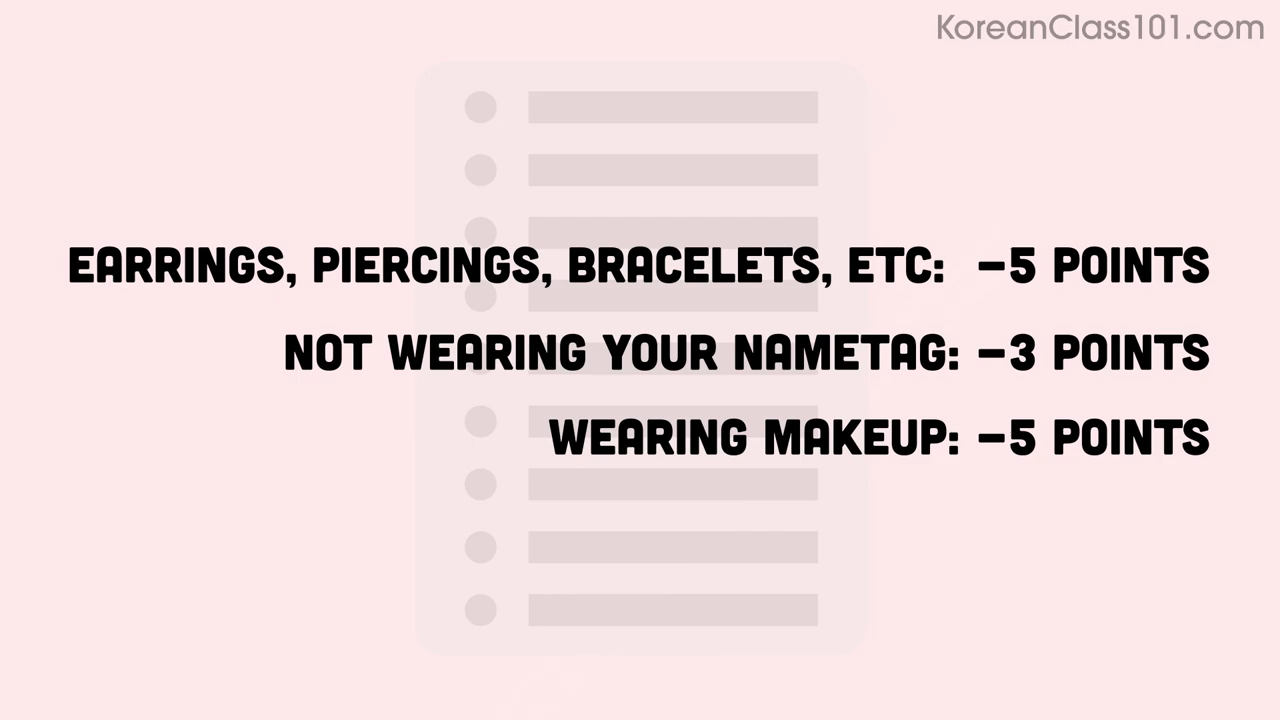 KoreanClass101.com
EARRINGS, PIERCINGS, BRACELETS, ETC: -5 POINTS
NOT WEARING YOUR NAMETAG: -3 POINTS
WEARING MAKEUP: -5 POINTS